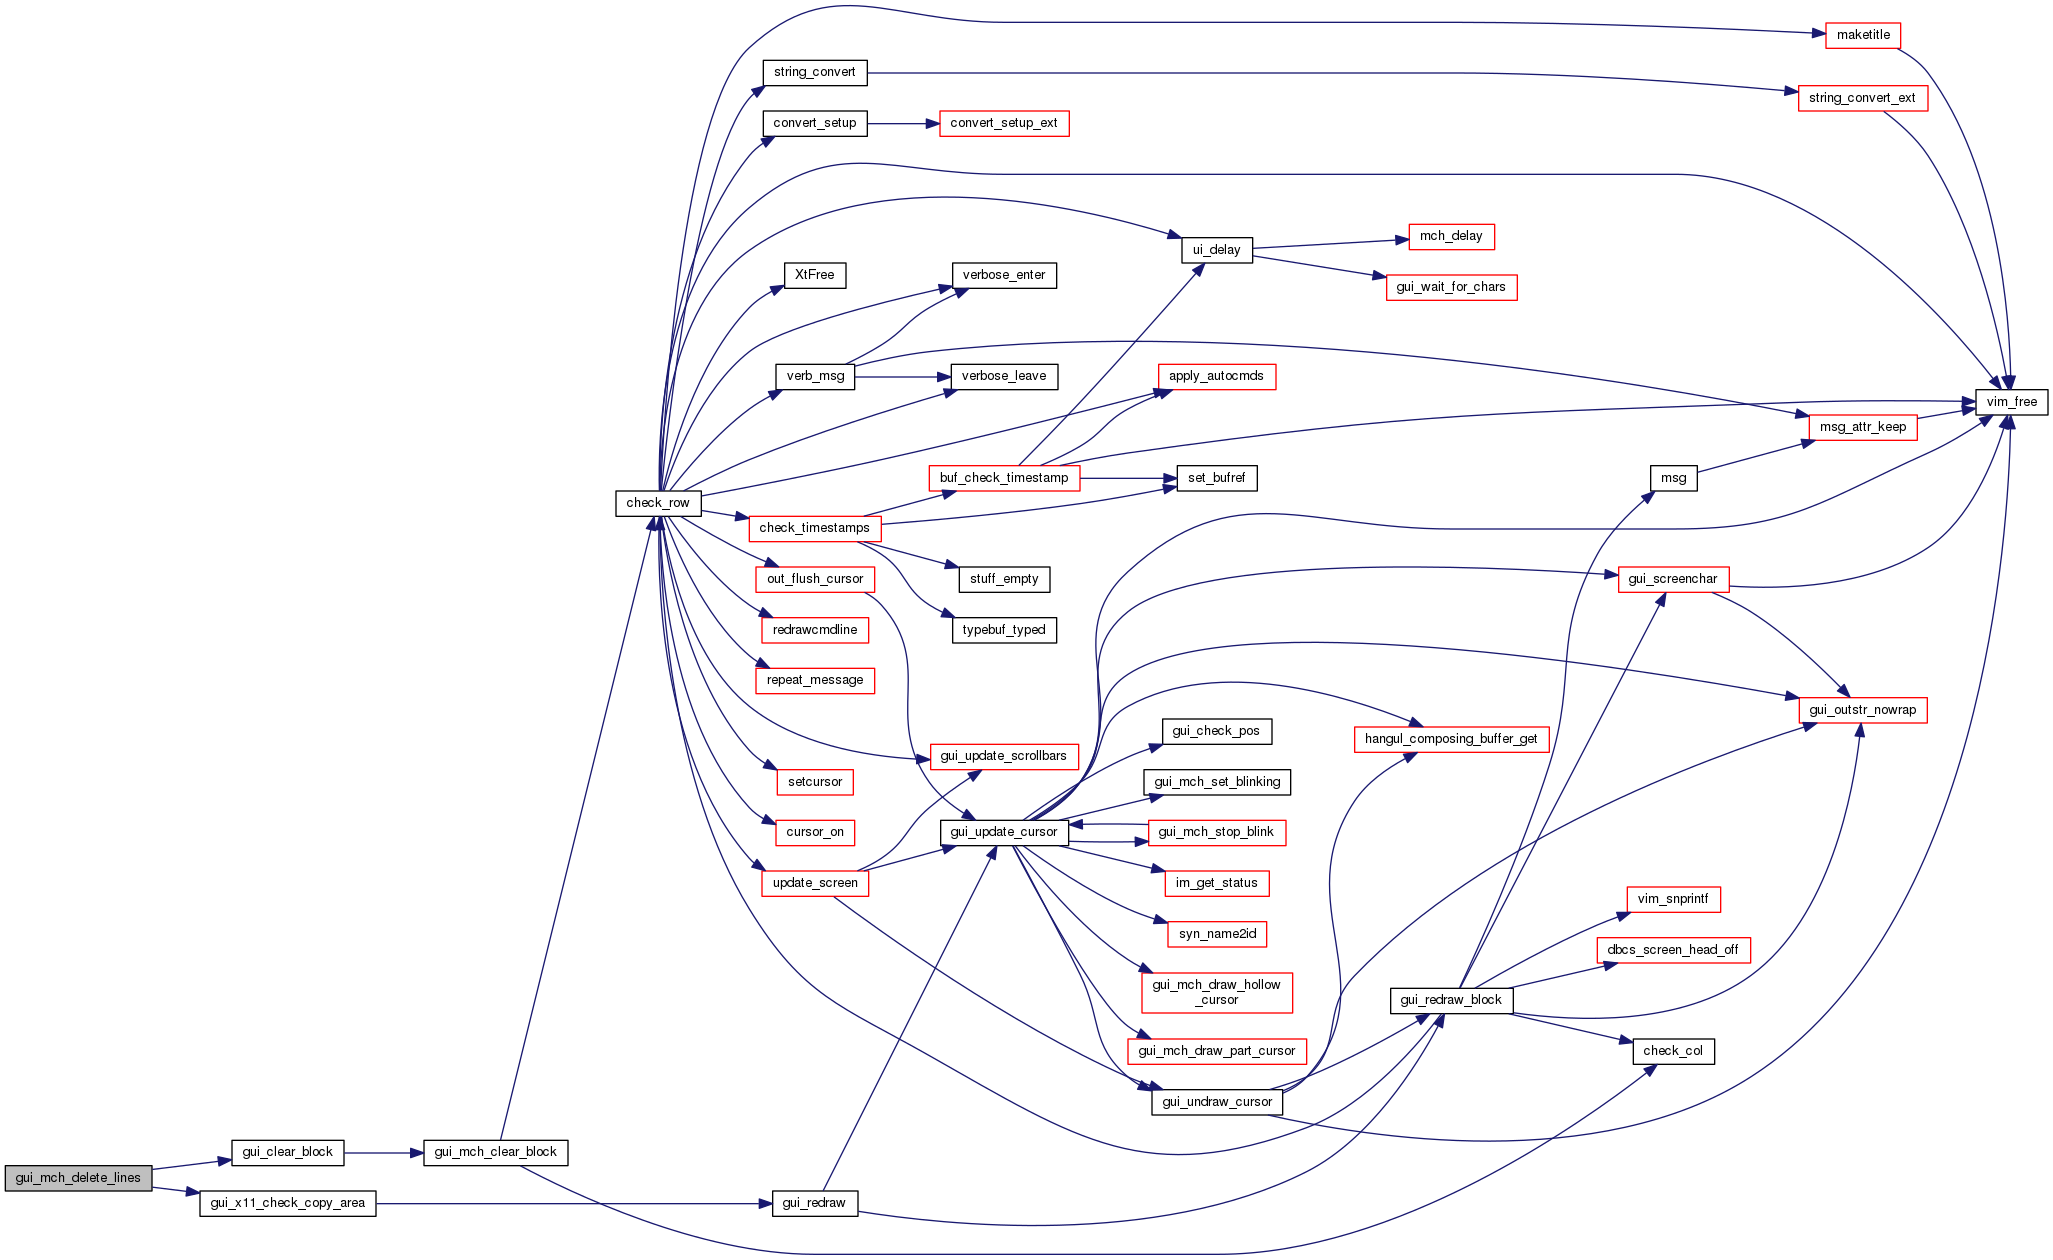 maketitle
string_convert
string_convert_ext
convert_setup
convert_setup_ext
mch_delay
ui_delay
XtFree
verbose_enter
gui_wait_for_chars
verb_msg
verbose_leave
apply_autocmds
vim_free
msg_attr_keep
buf_check_timestamp
set_bufref
msg
check_row
check_timestamps
out_flush_cursor
stuff_empty
gui_screenchar
redrawcmdline
typebuf_typed
repeat_message
gui_outstr_nowrap
gui_check_pos
hangul_composing_buffer_get
gui_update_scrollbars
setcursor
gui_mch_set_blinking
cursor_on
gui_update_cursor
gui_mch_stop_blink
update_screen
im_get_status
vim_snprintf
syn_name2id
dbcs_screen_head_off
gui_mch_draw_hollow
_cursor
gui_redraw_block
gui_mch_draw_part_cursor
check_col
gui_undraw_cursor
gui_clear_block
gui_mch_clear_block
gui_mch_delete_lines
gui_x11_check_copy_area
gui_redraw